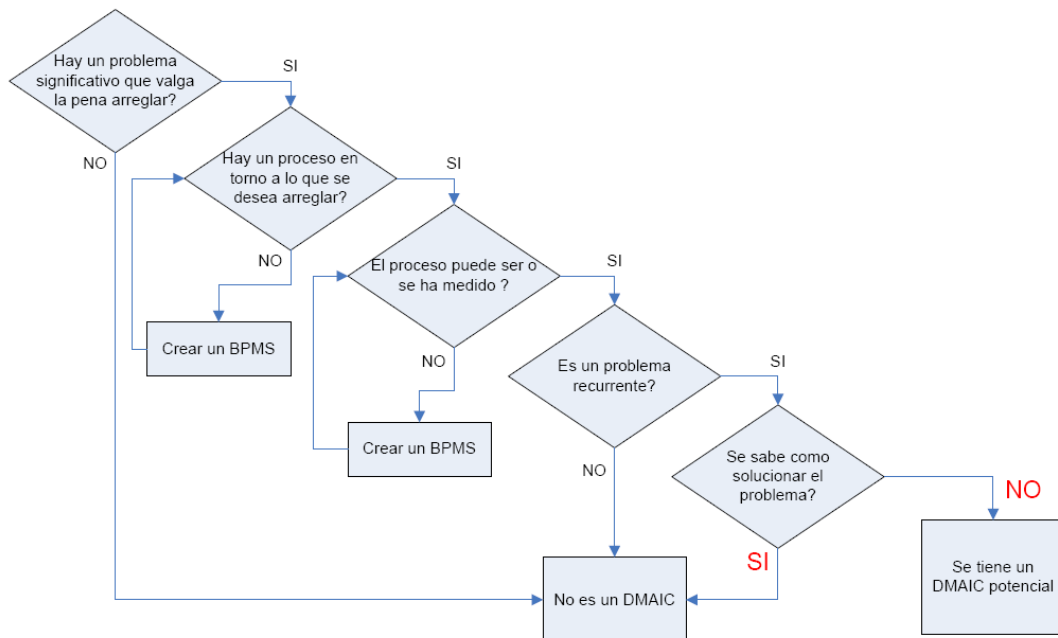 Hay un problema
significativo que valga
la pena arreglar?
SI
NO
Hay un proceso en
torno a lo que se
desea arreglar?
SI
NO
Crear un BPMS
El proceso puede ser o
se ha medido ?
SI
NO
Crear un BPMS
Es un problema
recurrente?
SI
NO
Se sabe como
solucionar el
problema?
NO
SI
No es un DMAIC
Se tiene un
DMAIC potencial